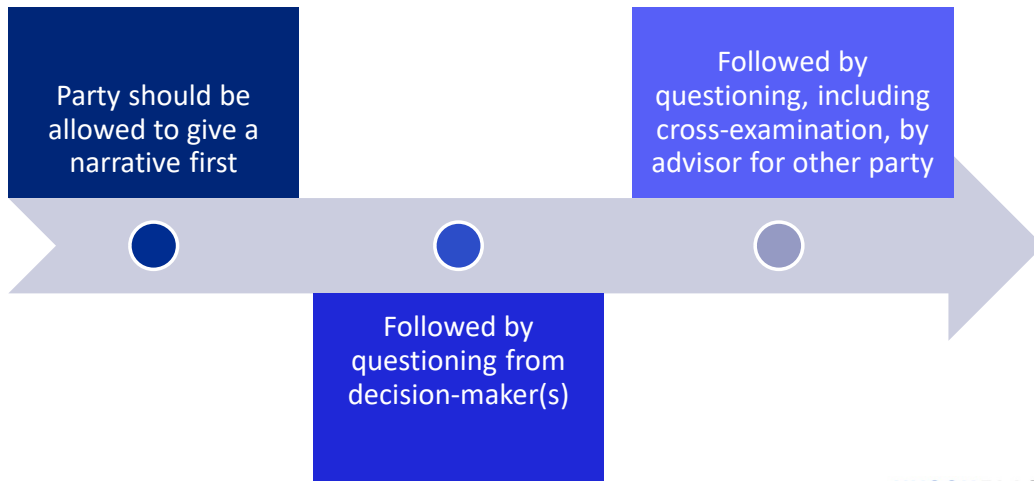 Party should be
allowed to give a
narrative first
Followed by
questioning from
decision-maker(s)
Followed by
questioning, including
cross-examination, by
advisor for other party